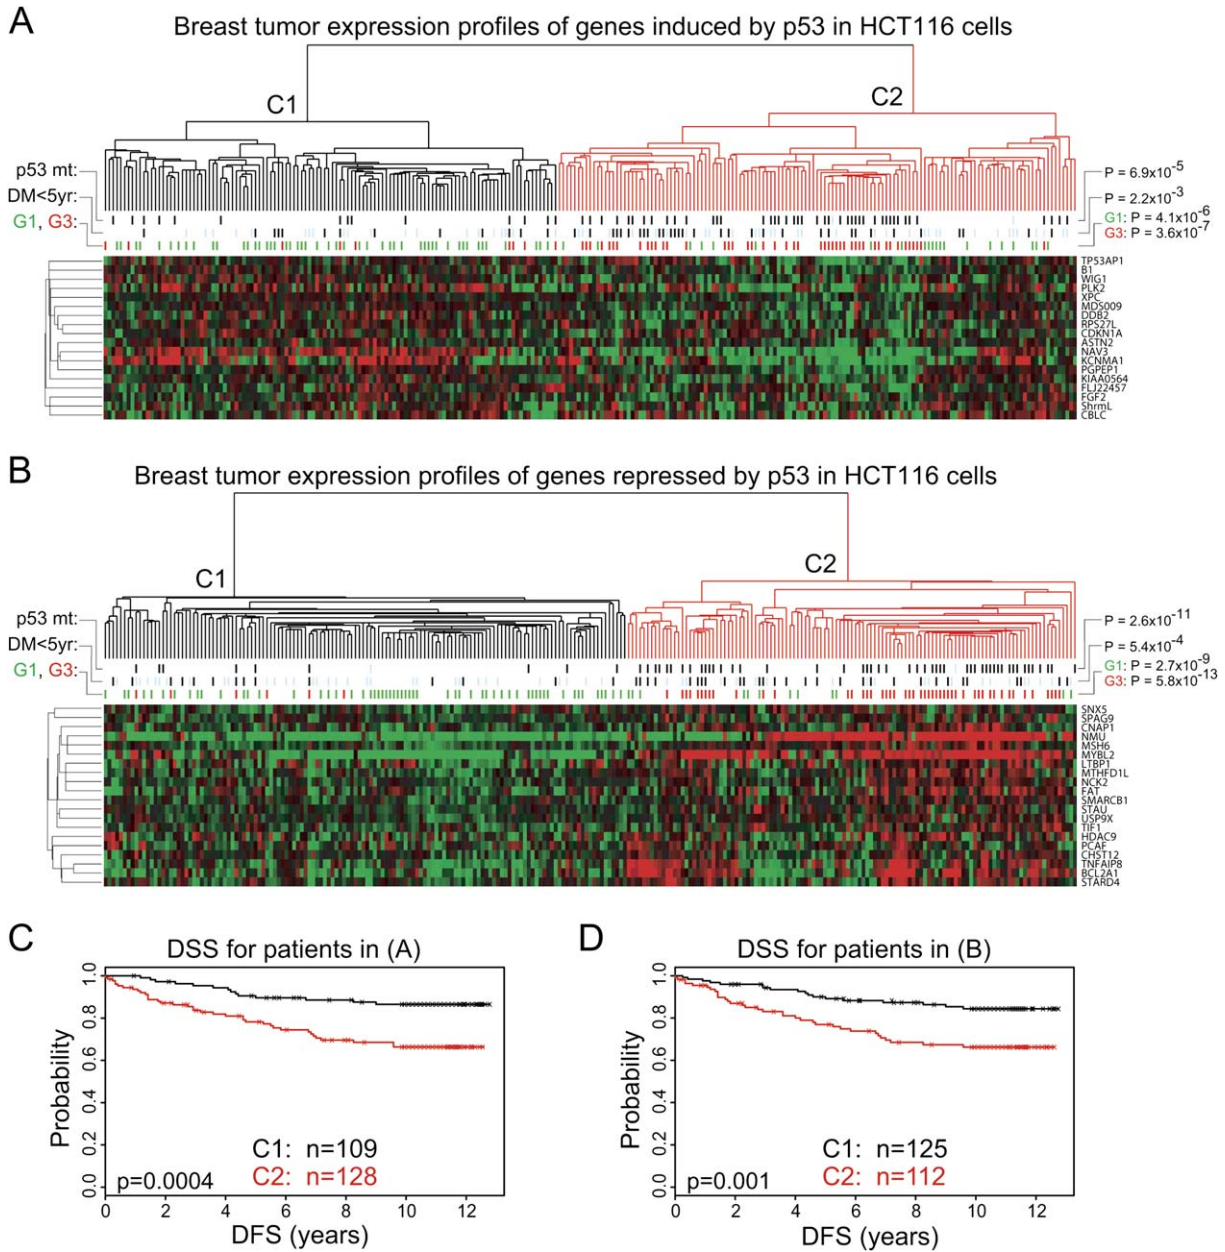 A
Breast tumor expression profiles of genes induced by p53 in HCT116 cells
C1
C2
p53 mt:
DM<5yr:
G1, G3:
P = 6.9x10⁻⁵
P = 2.2x10⁻³
G1: P = 4.1x10⁻⁶
G3: P = 3.6x10⁻⁷
TP53AP1
B1
WIG1
PLK2
XPC
MDS009
DDB2
RPS27L
CDKN1A
ASTN2
NAV3
KCNMA1
PGPEP1
KIAA0564
FLJ22457
FGF2
ShrmL
CBLC
B
Breast tumor expression profiles of genes repressed by p53 in HCT116 cells
C1
C2
p53 mt:
DM<5yr:
G1, G3:
P = 2.6x10⁻¹¹
P = 5.4x10⁻⁴
G1: P = 2.7x10⁻⁹
G3: P = 5.8x10⁻¹³
SNX5
SPAG9
CNAP1
NMU
MSH6
MYBL2
LTBP1
MTHFD1L
NCK2
FAT
SMARCB1
STAU
USP9X
TIF1
HDAC9
PCAF
CHST12
TNFAIP8
BCL2A1
STARD4
C
DSS for patients in (A)
Probability
1.0
0.8
0.6
0.4
0.2
0.0
C1: n=109
C2: n=128
p=0.0004
0 2 4 6 8 10 12
DFS (years)
D
DSS for patients in (B)
Probability
1.0
0.8
0.6
0.4
0.2
0.0
C1: n=125
C2: n=112
p=0.001
0 2 4 6 8 10 12
DFS (years)